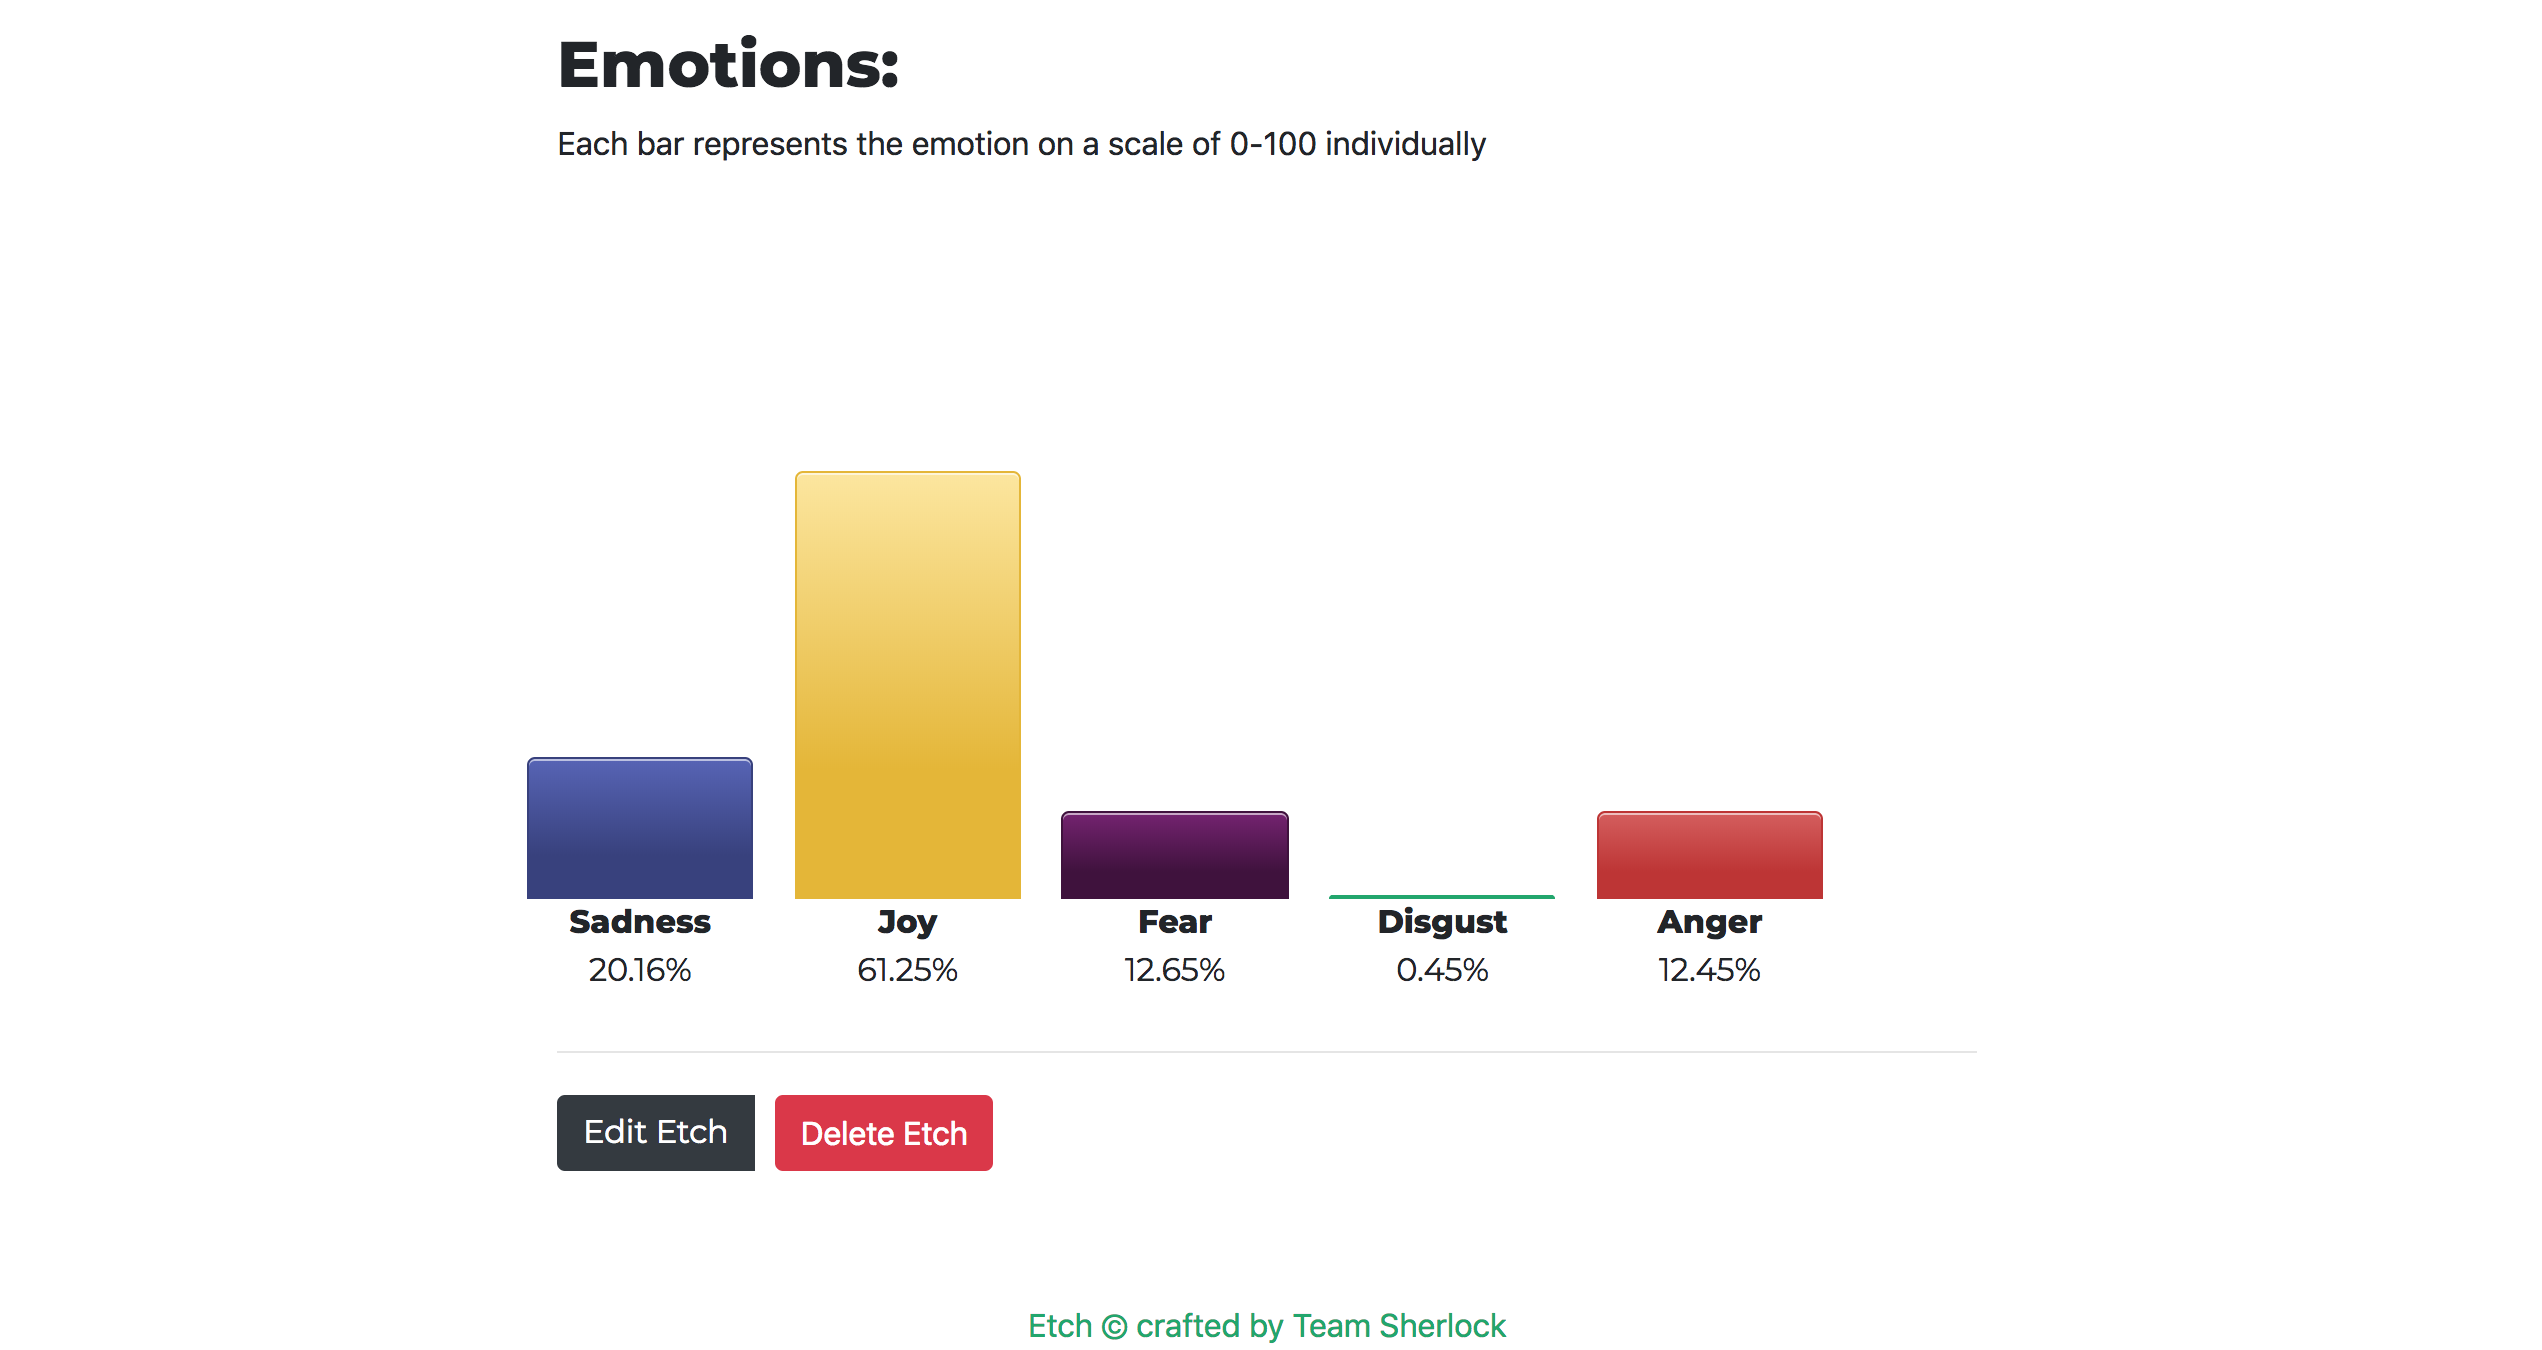 Emotions:
Each bar represents the emotion on a scale of 0-100 individually
Sadness Joy Fear Disgust Anger
20.16% 61.25% 12.65% 0.45% 12.45%
Edit Etch Delete Etch
Etch © crafted by Team Sherlock